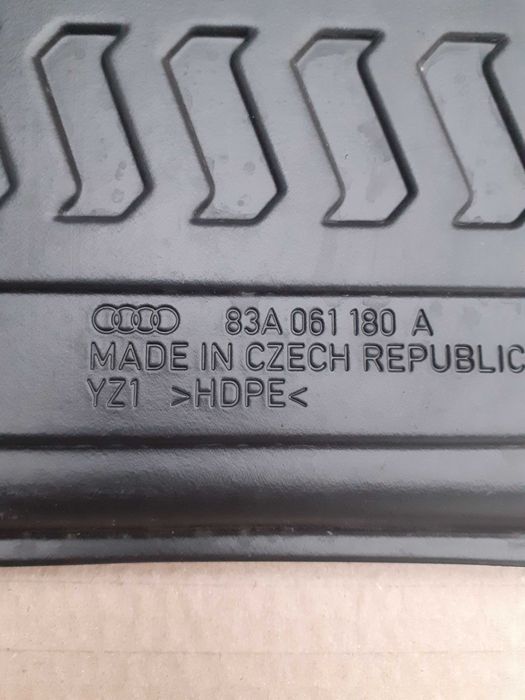 83A 061 180 A
MADE IN CZECH REPUBLIC
YZ1 >HDPE<